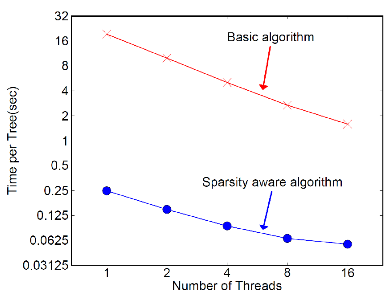 32
16
8
4
2
1
0.5
0.25
0.125
0.0625
0.03125
Time per Tree(sec)
Basic algorithm
Sparsity aware algorithm
1 2 4 8 16
Number of Threads